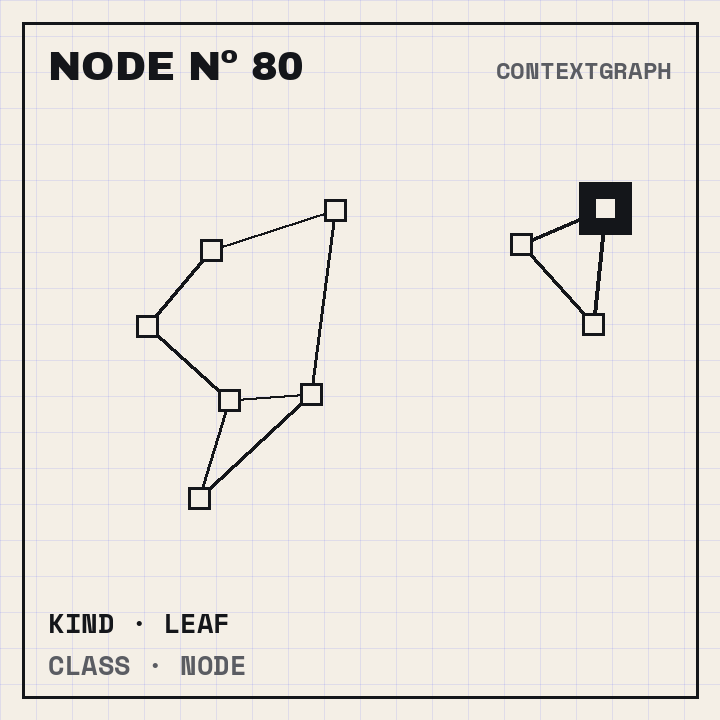 NODE Nº 80
CONTEXTGRAPH
KIND · LEAF
CLASS · NODE